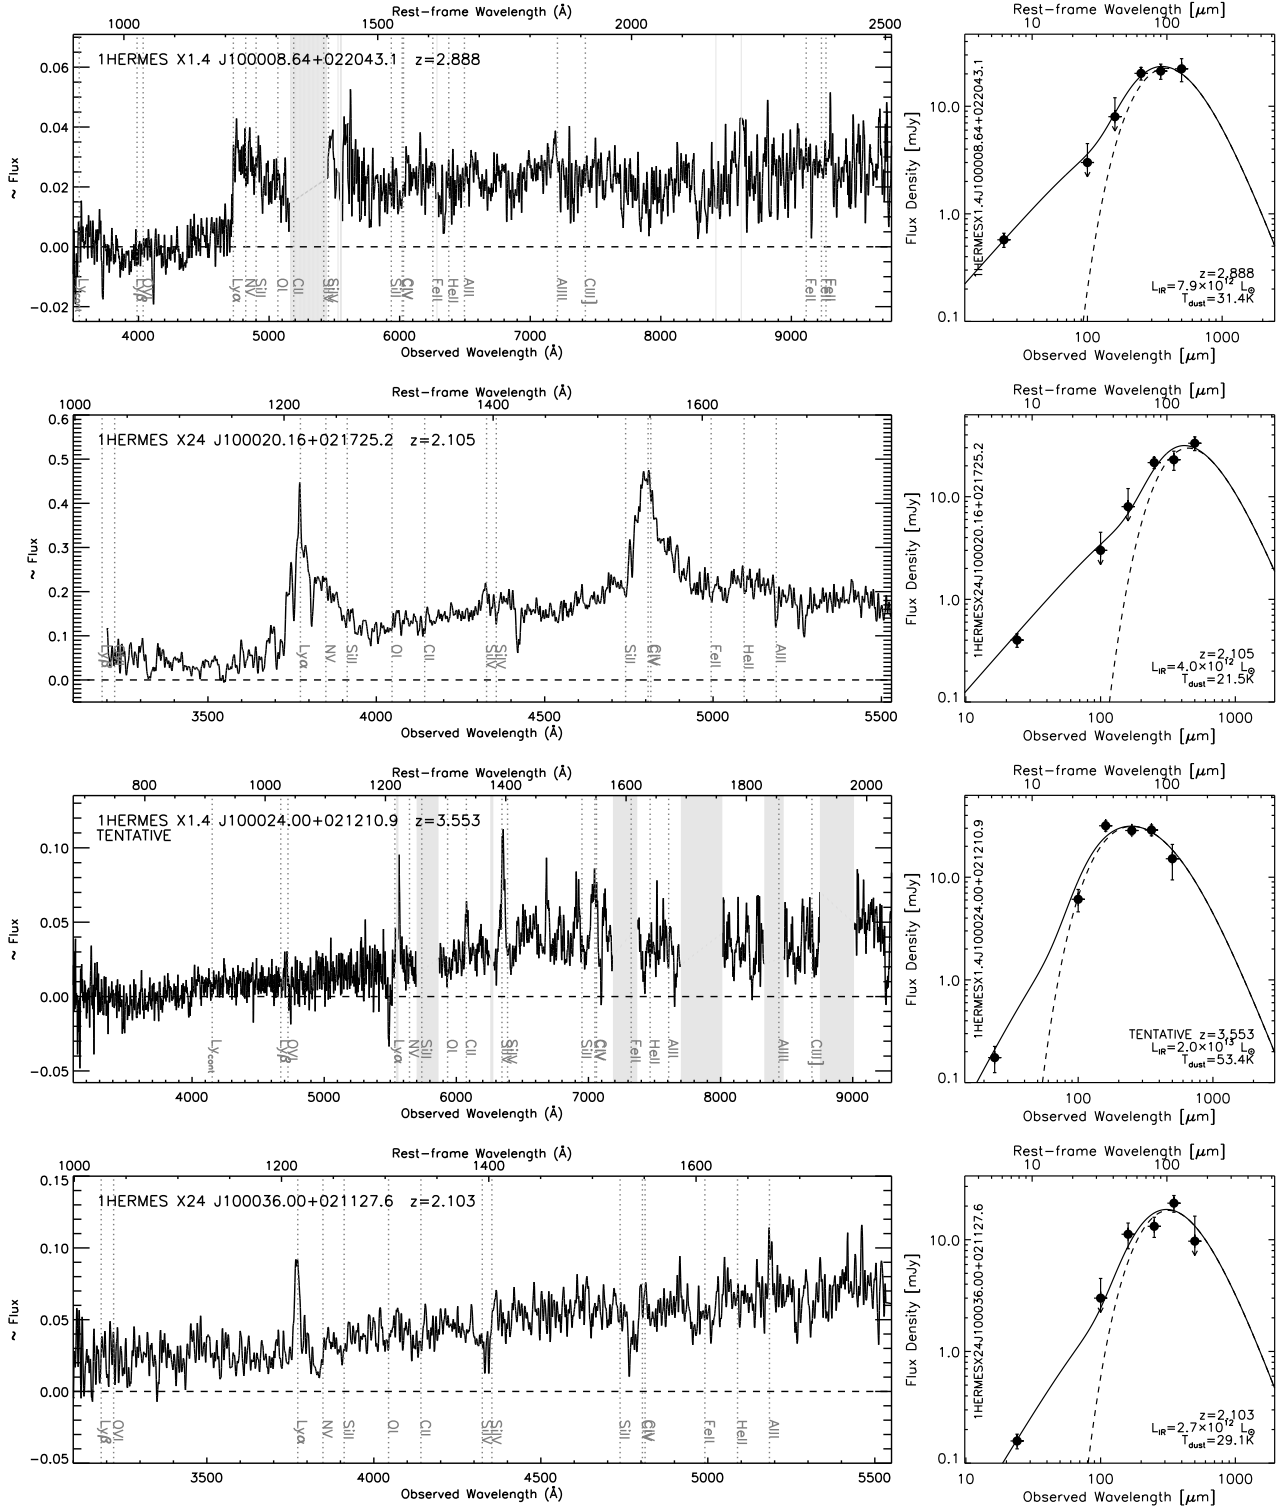 Rest-frame Wavelength (Å)
1000 1500 2000 2500
1HERMES X1.4 J100008.64+022043.1 z=2.888
~ Flux
0.06
0.04
0.02
0.00
-0.02
Lyα NV SiII OI CII SiIV SiII CIV FeII HeII AlII AlIII CIII] FeII FeII
4000 5000 6000 7000 8000 9000
Observed Wavelength (Å)
Rest-frame Wavelength [μm]
10 100
Flux Density [mJy]
10.0
1.0
0.1
1HERMESX1.4J100008.64+022043.1
z=2.888
L_IR=7.9×10^12 L⊙
T_dust=31.4K
10 100 1000
Observed Wavelength [μm]
Rest-frame Wavelength (Å)
1000 1200 1400 1600
1HERMES X24 J100020.16+021725.2 z=2.105
~ Flux
0.6
0.5
0.4
0.3
0.2
0.1
0.0
Lyα NV SiII OI CII SiIV SiIV SiII CIV FeII HeII AlII
3500 4000 4500 5000 5500
Observed Wavelength (Å)
Rest-frame Wavelength [μm]
10 100
Flux Density [mJy]
10.0
1.0
0.1
1HERMESX24J100020.16+021725.2
z=2.105
L_IR=4.0×10^12 L⊙
T_dust=21.5K
10 100 1000
Observed Wavelength [μm]
Rest-frame Wavelength (Å)
800 1000 1200 1400 1600 1800 2000
1HERMES X1.4 J100024.00+021210.9 z=3.553
TENTATIVE
~ Flux
0.10
0.05
0.00
-0.05
Ly_cont Lyβ OVI Lyα NV SiII OI CII SiIV SiII CIV FeII HeII AlII AlIII CIII]
4000 5000 6000 7000 8000 9000
Observed Wavelength (Å)
Rest-frame Wavelength [μm]
10 100
Flux Density [mJy]
10.0
1.0
0.1
1HERMESX1.4J100024.00+021210.9
TENTATIVE z=3.553
L_IR=2.0×10^13 L⊙
T_dust=53.4K
100 1000
Observed Wavelength [μm]
Rest-frame Wavelength (Å)
1000 1200 1400 1600
1HERMES X24 J100036.00+021127.6 z=2.103
~ Flux
0.15
0.10
0.05
0.00
-0.05
Lyβ OVI Lyα NV SiII OI CII SiIV SiIV SiII CIV FeII HeII AlII
3500 4000 4500 5000 5500
Observed Wavelength (Å)
Rest-frame Wavelength [μm]
10 100
Flux Density [mJy]
10.0
1.0
0.1
1HERMESX24J100036.00+021127.6
z=2.103
L_IR=2.7×10^12 L⊙
T_dust=29.1K
10 100 1000
Observed Wavelength [μm]